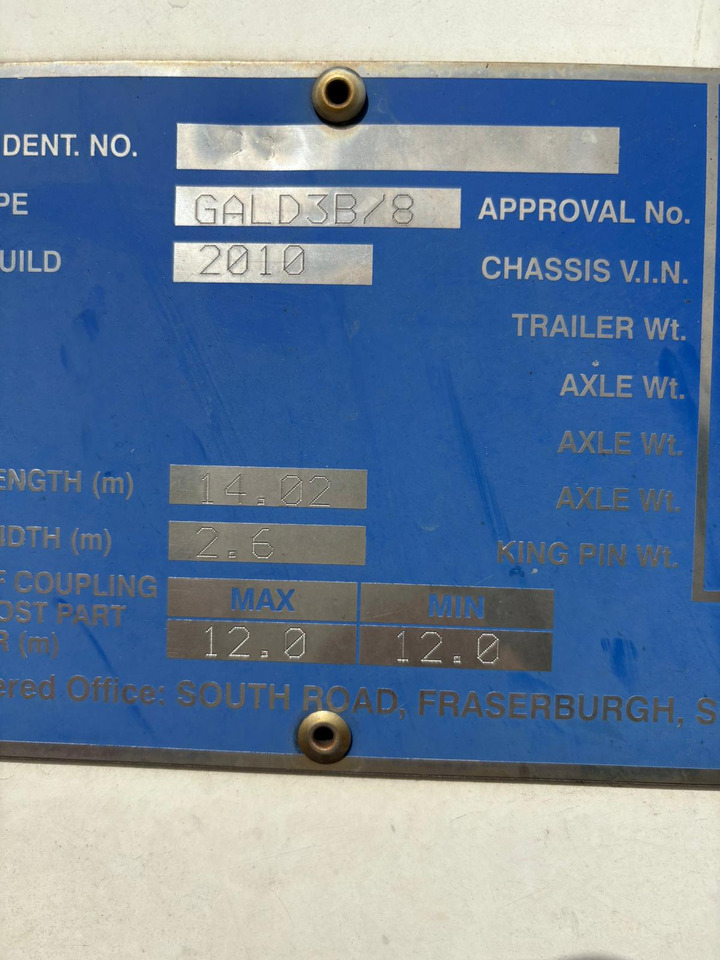 DENT. NO.
PE GALD3B/8 APPROVAL No.
UILD 2010 CHASSIS V.I.N.
TRAILER Wt.
AXLE Wt.
AXLE Wt.
ENGTH (m) 14.02 AXLE Wt.
IDTH (m) 2.6 KING PIN Wt.
F COUPLING MAX MIN
OST PART
R (m) 12.0 12.0
ered Office: SOUTH ROAD, FRASERBURGH, S